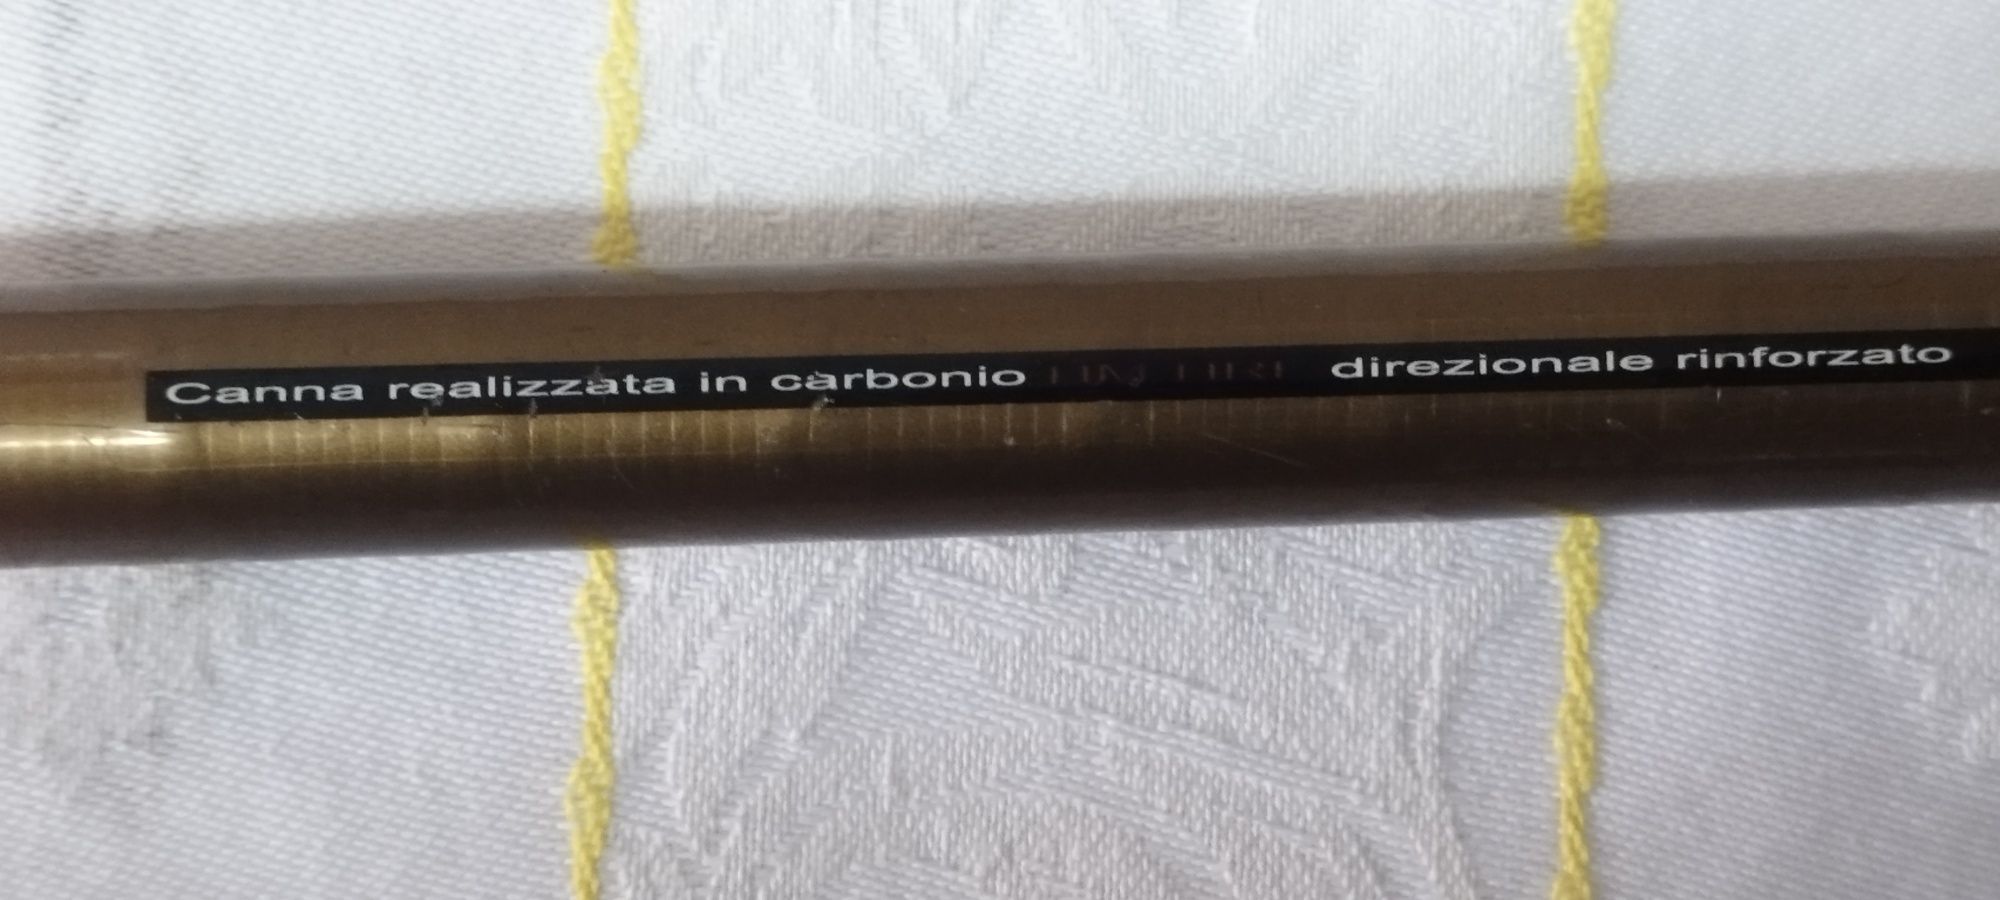 Canna realizzata in carbonio direzionale rinforzato